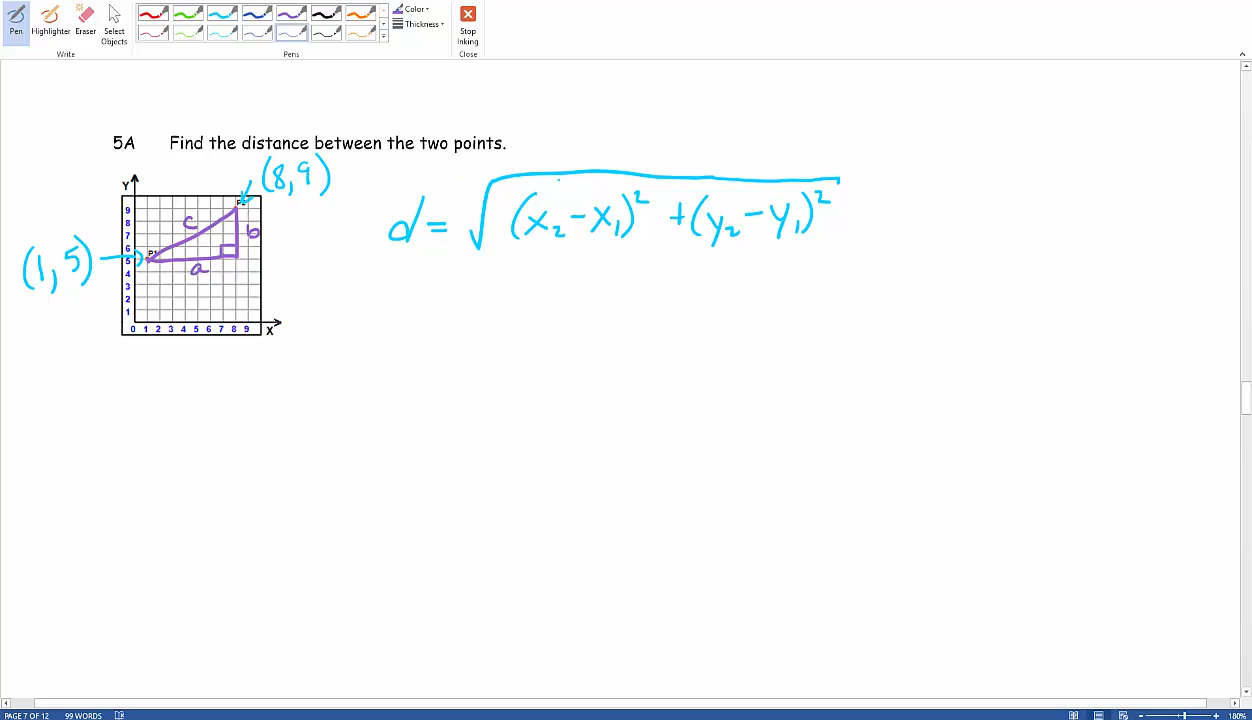 Pen Highlighter Eraser Select Objects Color Thickness Stop Inking
Write Pens Close
5A Find the distance between the two points.
(8,9)
Y
9
8
7
6
5
4
3
2
1
0 1 2 3 4 5 6 7 8 9 X
P1
c
b
a
(1,5)
d = √((x₂-x₁)² +(y₂-y₁)²)
PAGE 7 OF 12 99 WORDS 180%